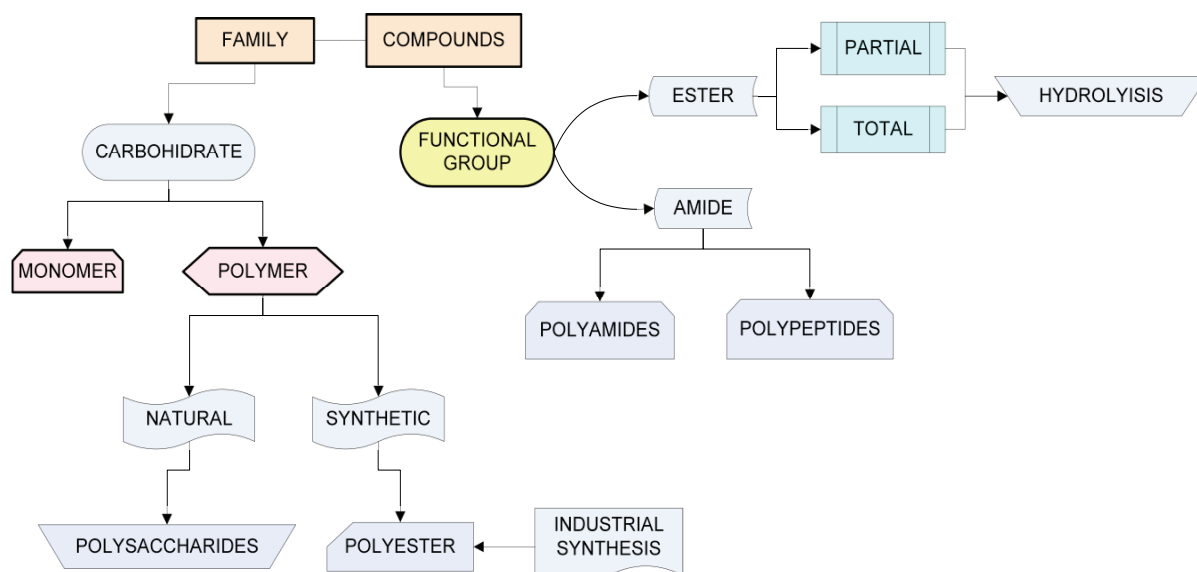 FAMILY
COMPOUNDS
PARTIAL
ESTER
HYDROLYISIS
TOTAL
CARBOHIDRATE
FUNCTIONAL
GROUP
AMIDE
MONOMER
POLYMER
POLYAMIDES
POLYPEPTIDES
NATURAL
SYNTHETIC
POLYSACCHARIDES
POLYESTER
INDUSTRIAL
SYNTHESIS